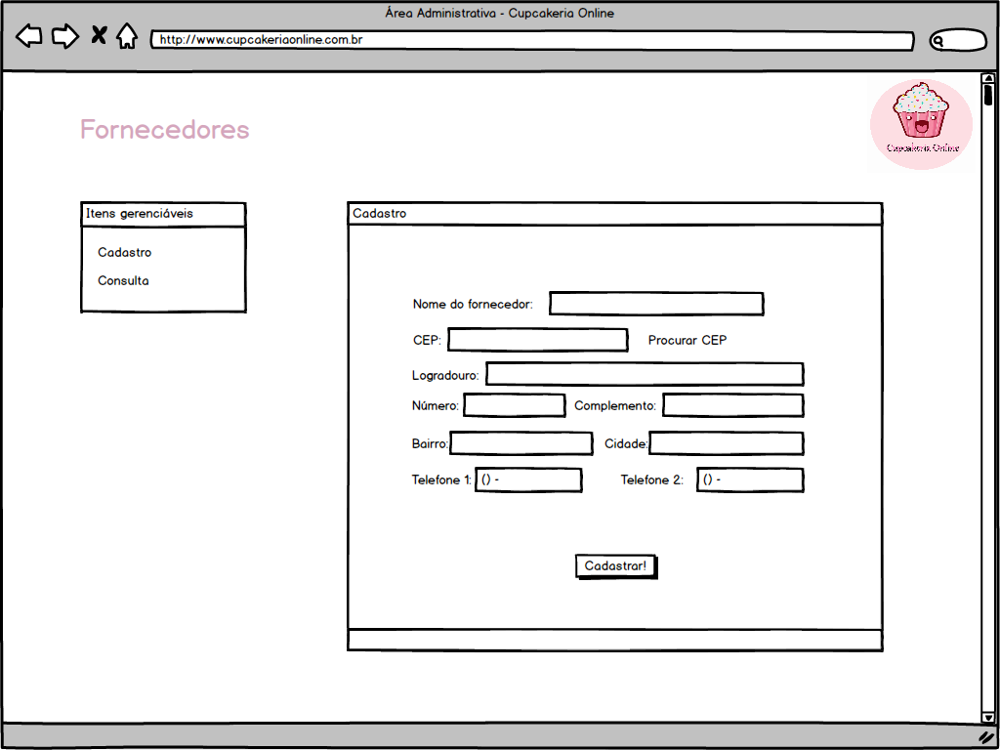 Área Administrativa - Cupcakeria Online
http://www.cupcakeriaonline.com.br
Fornecedores
Cupcakeria Online
Itens gerenciáveis
Cadastro
Consulta
Cadastro
Nome do fornecedor:
CEP: Procurar CEP
Logradouro:
Número: Complemento:
Bairro: Cidade:
Telefone 1: () - Telefone 2: () -
Cadastrar!